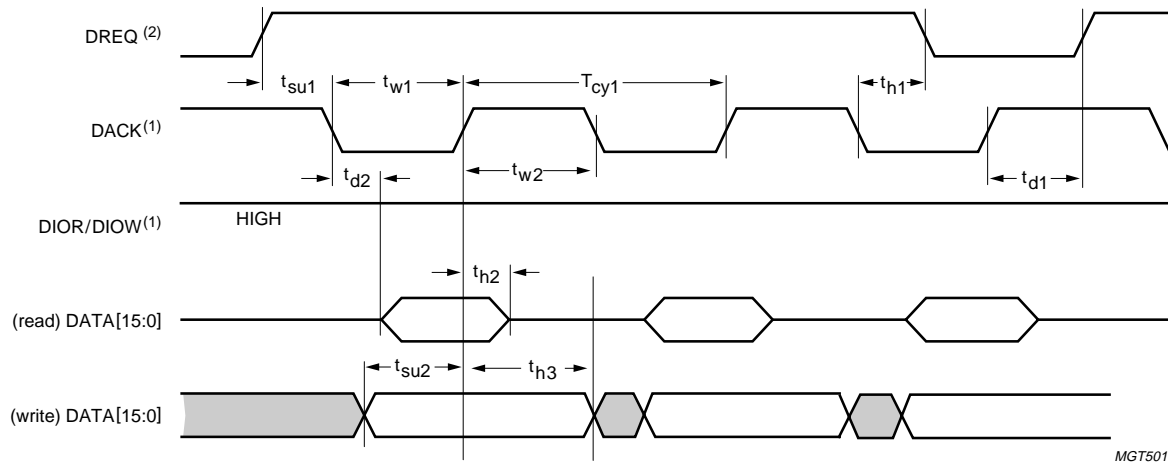 DREQ (2)
tsu1
tw1
Tcy1
th1
DACK(1)
td2
tw2
td1
HIGH
DIOR/DIOW(1)
th2
(read) DATA[15:0]
tsu2
th3
(write) DATA[15:0]
MGT501